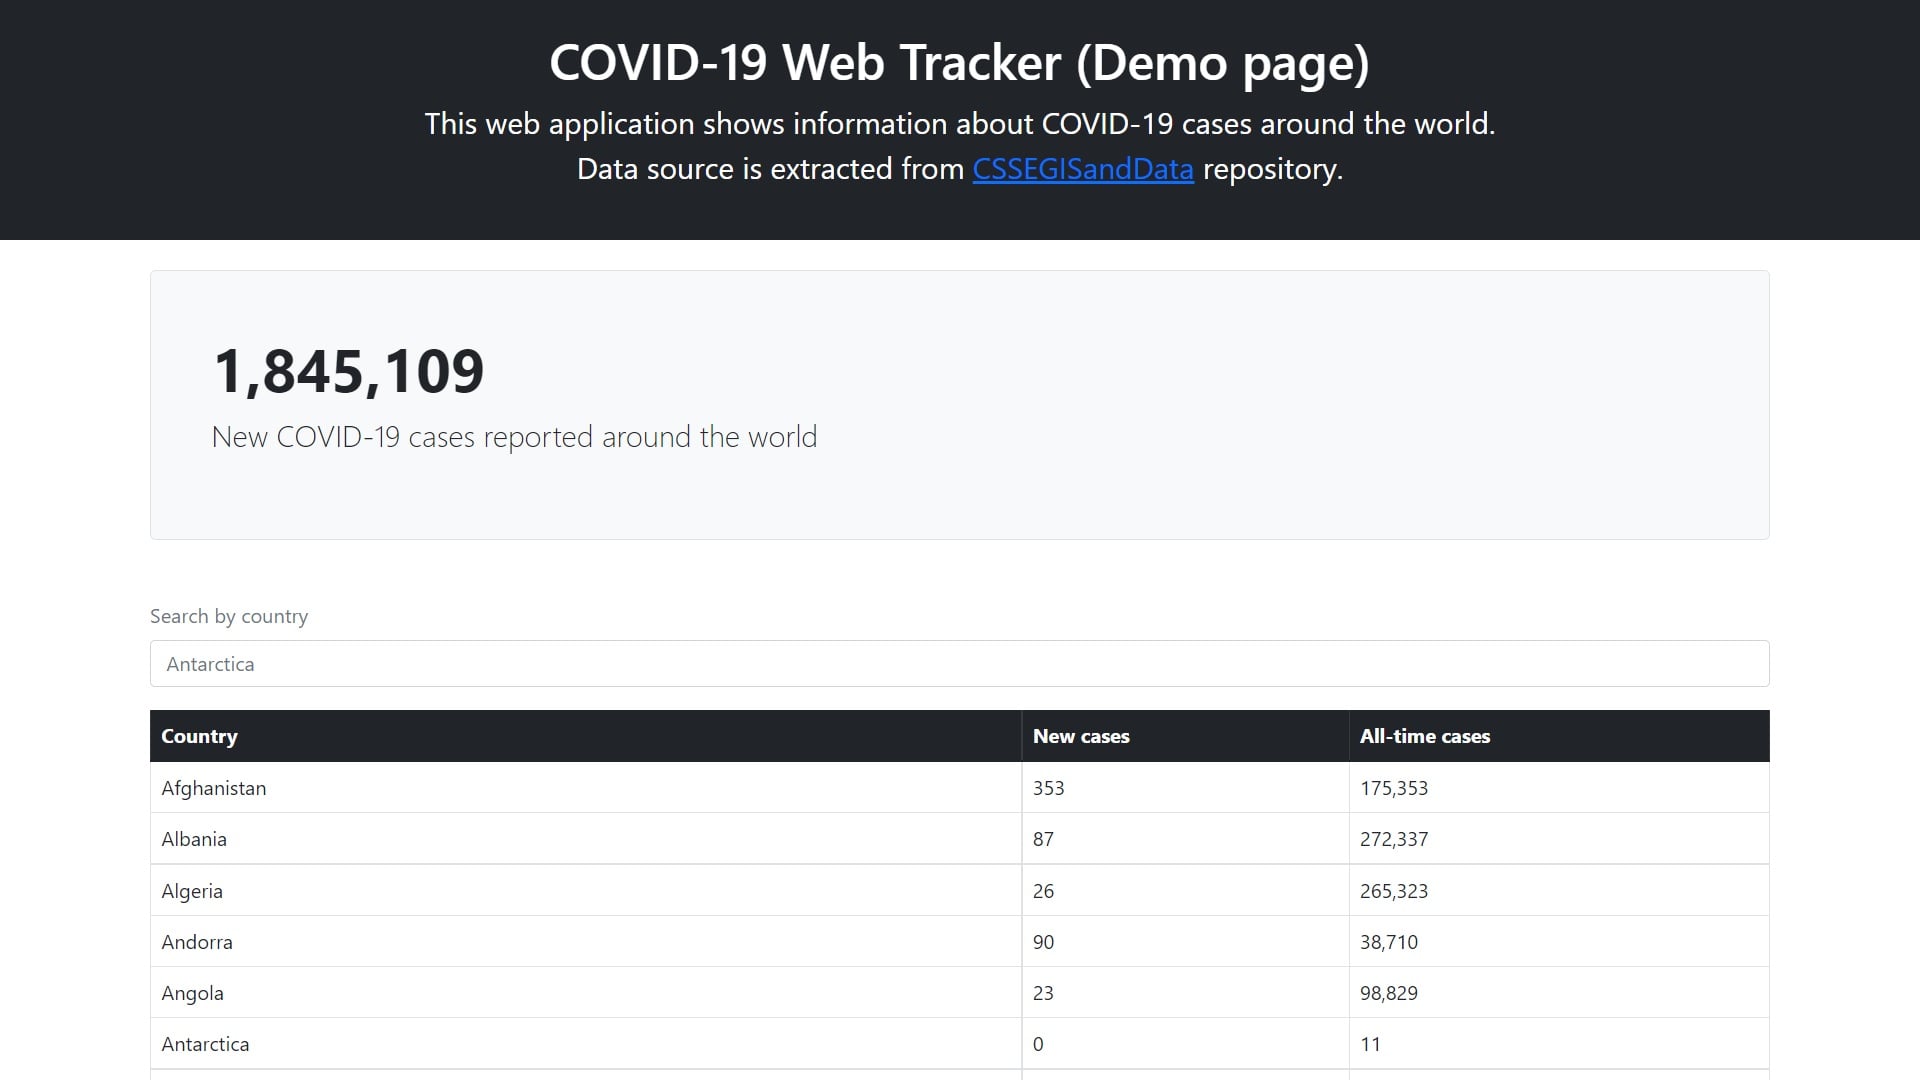 COVID-19 Web Tracker (Demo page)
This web application shows information about COVID-19 cases around the world.
Data source is extracted from CSSEGISandData repository.
1,845,109
New COVID-19 cases reported around the world
Search by country
Antarctica
Country New cases All-time cases
Afghanistan 353 175,353
Albania 87 272,337
Algeria 26 265,323
Andorra 90 38,710
Angola 23 98,829
Antarctica 0 11